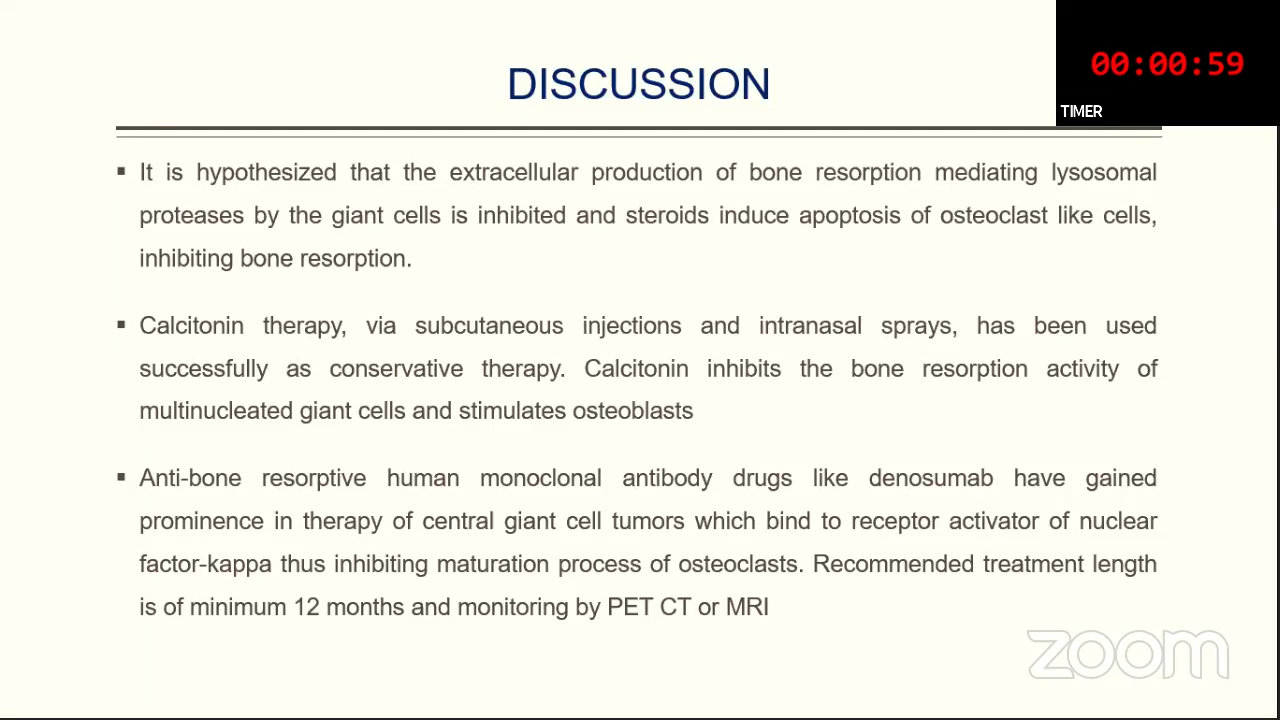 00:00:59
TIMER
DISCUSSION
▪ It is hypothesized that the extracellular production of bone resorption mediating lysosomal
proteases by the giant cells is inhibited and steroids induce apoptosis of osteoclast like cells,
inhibiting bone resorption.
▪ Calcitonin therapy, via subcutaneous injections and intranasal sprays, has been used
successfully as conservative therapy. Calcitonin inhibits the bone resorption activity of
multinucleated giant cells and stimulates osteoblasts
▪ Anti-bone resorptive human monoclonal antibody drugs like denosumab have gained
prominence in therapy of central giant cell tumors which bind to receptor activator of nuclear
factor-kappa thus inhibiting maturation process of osteoclasts. Recommended treatment length
is of minimum 12 months and monitoring by PET CT or MRI
zoom